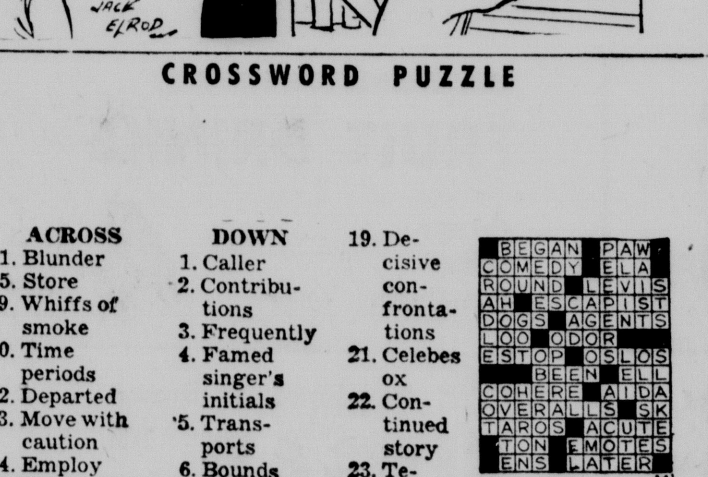 JACK
ELROD
CROSSWORD PUZZLE
ACROSS
1. Blunder
5. Store
9. Whiffs of
smoke
0. Time
periods
2. Departed
3. Move with
caution
4. Employ
DOWN
1. Caller
2. Contribu-
tions
3. Frequently
4. Famed
singer's
initials
5. Trans-
ports
6. Bounds
19. De-
cisive
con-
fronta-
tions
21. Celebes
ox
22. Con-
tinued
story
23. Te-
BEGAN PAW
COMEDY ELA
ROUND LEVIS
AH ESCAPIST
DOGS AGENTS
LOO ODOR
ESTOP OSLOS
BEEN ELL
COHERE AIDA
OVERALLS SK
TAROS ACUTE
TON EMOTES
ENS LATER